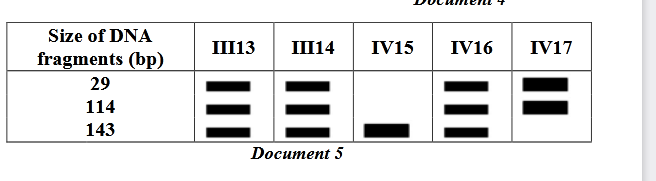 Document 4
Size of DNA fragments (bp) III13 III14 IV15 IV16 IV17
29
114
143
Document 5